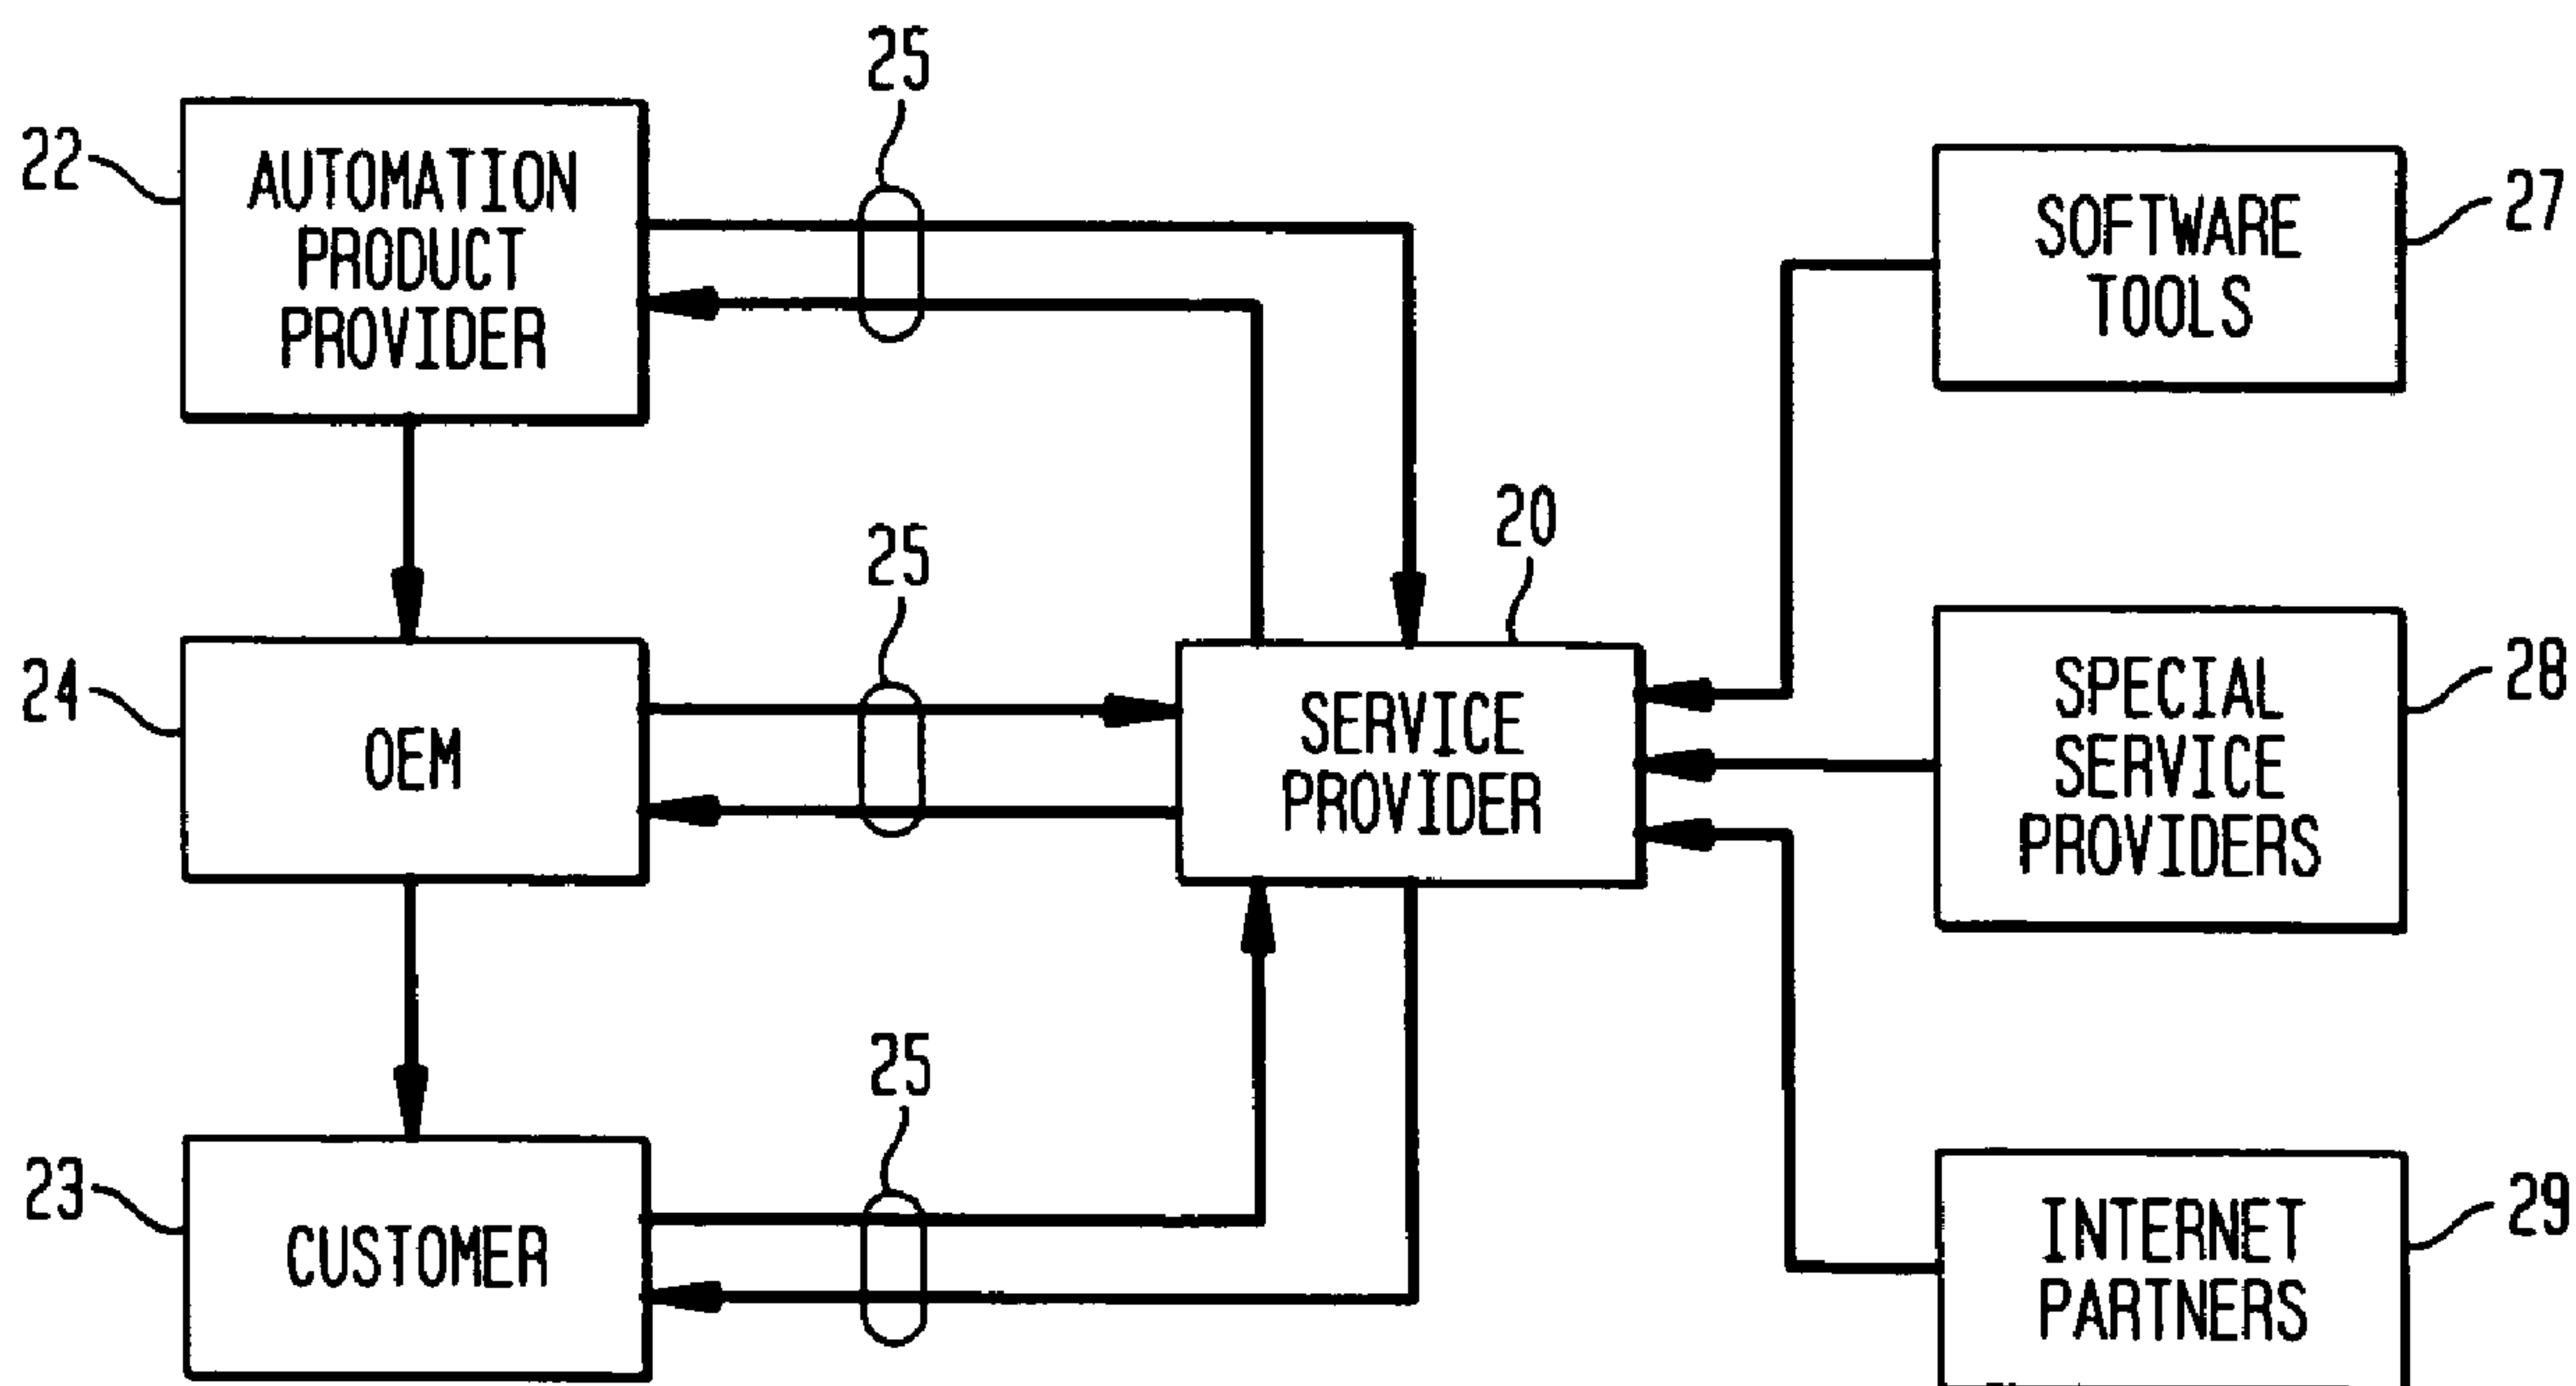 25
22
AUTOMATION
PRODUCT
PROVIDER
SOFTWARE
TOOLS
27
25
20
24
OEM
SERVICE
PROVIDER
SPECIAL
SERVICE
PROVIDERS
28
25
23
CUSTOMER
INTERNET
PARTNERS
29